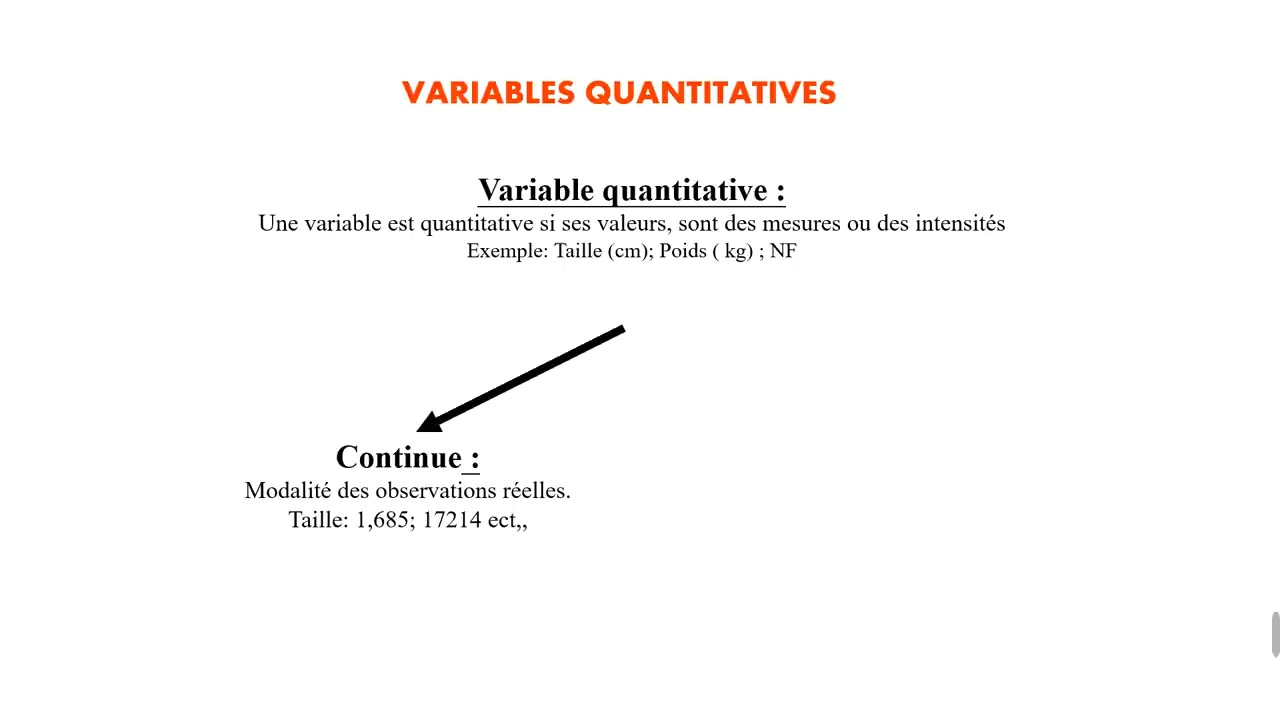 VARIABLES QUANTITATIVES
Variable quantitative :
Une variable est quantitative si ses valeurs, sont des mesures ou des intensités
Exemple: Taille (cm); Poids ( kg) ; NF
Continue :
Modalité des observations réelles.
Taille: 1,685; 17214 ect,,